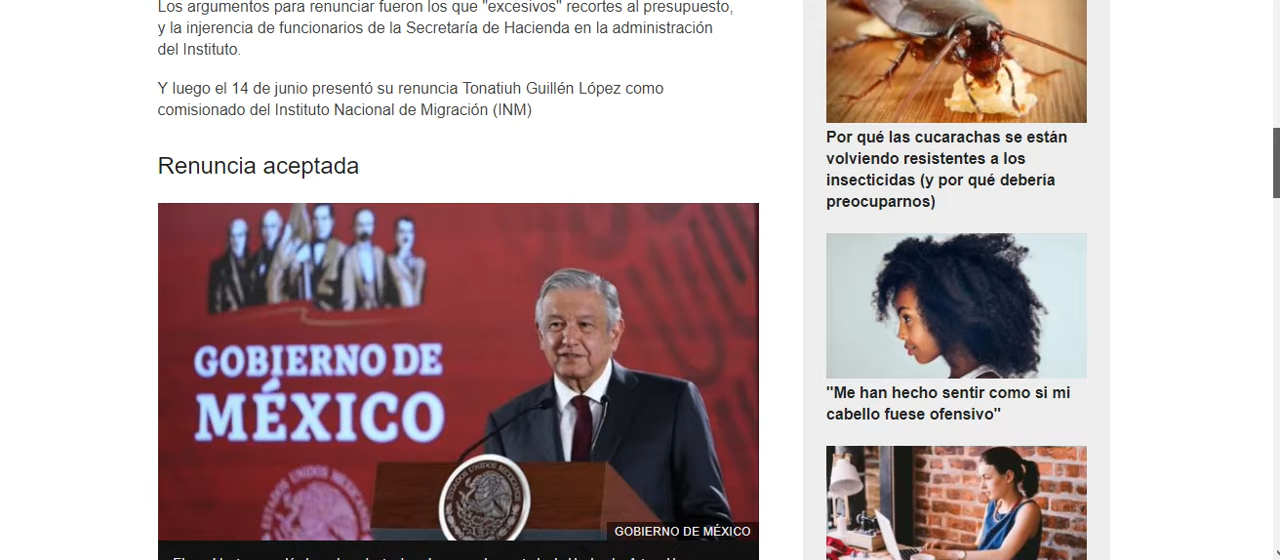 Los argumentos para renunciar fueron los que "excesivos" recortes al presupuesto,
y la injerencia de funcionarios de la Secretaría de Hacienda en la administración
del Instituto.
Y luego el 14 de junio presentó su renuncia Tonatiuh Guillén López como
comisionado del Instituto Nacional de Migración (INM)
Renuncia aceptada
GOBIERNO DE
MÉXICO
ESTADOS UNIDOS MEXICANOS
GOBIERNO DE MÉXICO
Por qué las cucarachas se están
volviendo resistentes a los
insecticidas (y por qué debería
preocuparnos)
"Me han hecho sentir como si mi
cabello fuese ofensivo"